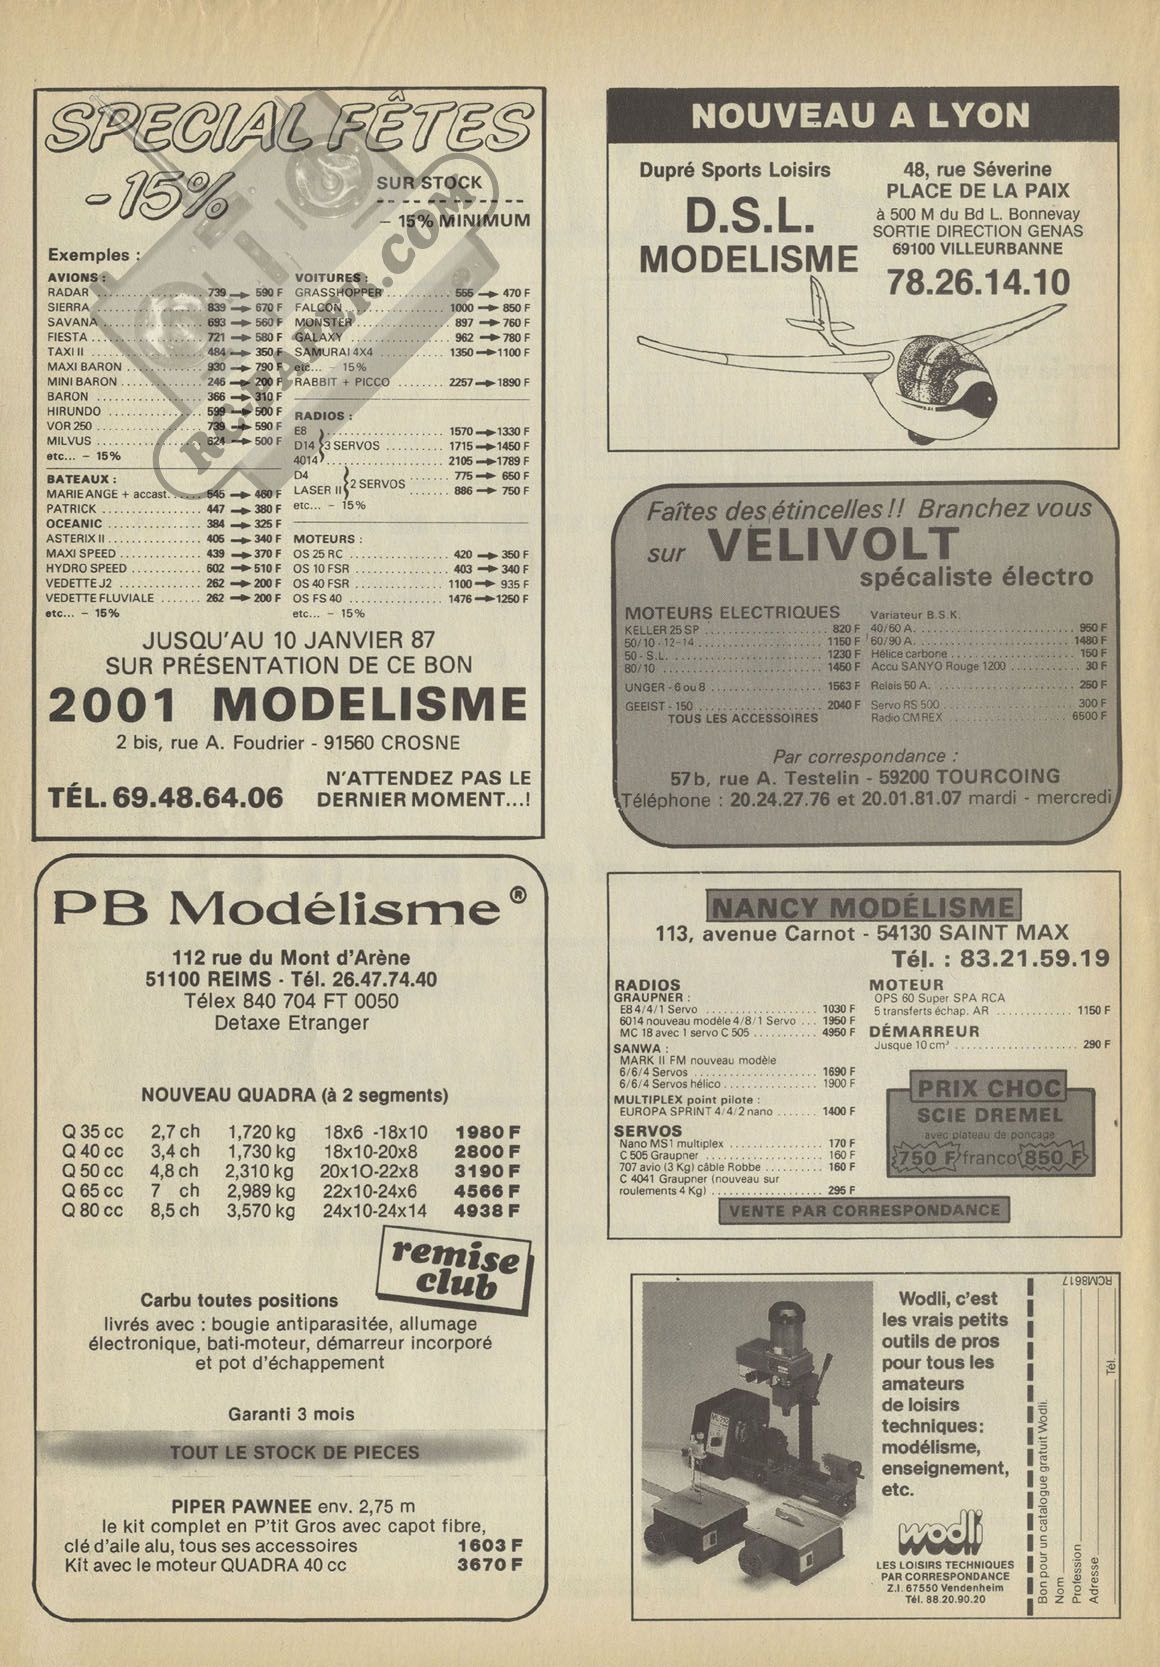 SPECIAL FÊTES
-15%
SUR STOCK
- 15% MINIMUM
Exemples :
AVIONS :
RADAR ........ 739 → 590 F
SIERRA ........ 839 → 670 F
SAVANA ........ 693 → 560 F
FIESTA ........ 721 → 580 F
TAXI II ........ 484 → 350 F
MAXI BARON ........ 930 → 790 F
MINI BARON ........ 246 → 200 F
BARON ........ 366 → 310 F
HIRUNDO ........ 599 → 500 F
VOR 250 ........ 739 → 590 F
MILVUS ........ 624 → 500 F
etc... - 15%
BATEAUX :
MARIE ANGE + accast. ..... 545 → 460 F
PATRICK ........ 447 → 380 F
OCEANIC ........ 384 → 325 F
ASTERIX II ........ 405 → 340 F
MAXI SPEED ........ 439 → 370 F
HYDRO SPEED ........ 602 → 510 F
VEDETTE J2 ........ 262 → 200 F
VEDETTE FLUVIALE ....... 262 → 200 F
etc... - 15%
VOITURES :
GRASSHOPPER ........ 555 → 470 F
FALCON ........ 1000 → 850 F
MONSTER ........ 897 → 760 F
GALAXY ........ 962 → 780 F
SAMURAI 4X4 ........ 1350 → 1100 F
etc... - 15%
RABBIT + PICCO ....... 2257 → 1890 F
RADIOS :
E8 ........ 1570 → 1330 F
D14 3 SERVOS ........ 1715 → 1450 F
4014 ........ 2105 → 1789 F
D4 ........ 775 → 650 F
LASER II 2 SERVOS ...... 886 → 750 F
etc... - 15%
MOTEURS :
OS 25 RC ........ 420 → 350 F
OS 10 FSR ........ 403 → 340 F
OS 40 FSR ........ 1100 → 935 F
OS FS 40 ........ 1476 → 1250 F
etc... - 15%
RCPAPER.COM
JUSQU'AU 10 JANVIER 87
SUR PRÉSENTATION DE CE BON
2001 MODELISME
2 bis, rue A. Foudrier - 91560 CROSNE
TÉL. 69.48.64.06
N'ATTENDEZ PAS LE
DERNIER MOMENT...!
PB Modélisme ®
112 rue du Mont d'Arène
51100 REIMS - Tél. 26.47.74.40
Télex 840 704 FT 0050
Detaxe Etranger
NOUVEAU QUADRA (à 2 segments)
Q 35 cc 2,7 ch 1,720 kg 18x6 -18x10 1980 F
Q 40 cc 3,4 ch 1,730 kg 18x10-20x8 2800 F
Q 50 cc 4,8 ch 2,310 kg 20x10-22x8 3190 F
Q 65 cc 7 ch 2,989 kg 22x10-24x6 4566 F
Q 80 cc 8,5 ch 3,570 kg 24x10-24x14 4938 F
remise
club
Carbu toutes positions
livrés avec : bougie antiparasitée, allumage
électronique, bati-moteur, démarreur incorporé
et pot d'échappement
Garanti 3 mois
TOUT LE STOCK DE PIECES
PIPER PAWNEE env. 2,75 m
le kit complet en P'tit Gros avec capot fibre,
clé d'aile alu, tous ses accessoires 1603 F
Kit avec le moteur QUADRA 40 cc 3670 F
NOUVEAU A LYON
Dupré Sports Loisirs
D.S.L.
MODELISME
48, rue Séverine
PLACE DE LA PAIX
à 500 M du Bd L. Bonnevay
SORTIE DIRECTION GENAS
69100 VILLEURBANNE
78.26.14.10
Faîtes des étincelles !! Branchez vous
sur VELIVOLT
spécaliste électro
MOTEURS ELECTRIQUES
KELLER 25 SP ........ 820 F
50/10 - 12-14 ........ 1150 F
50 - S.L. ........ 1230 F
80/10 ........ 1450 F
UNGER - 6 ou 8 ........ 1563 F
GEEIST - 150 ........ 2040 F
TOUS LES ACCESSOIRES
Variateur B.S.K.
40/60 A. ........ 950 F
60/90 A. ........ 1480 F
Hélice carbone ........ 150 F
Accu SANYO Rouge 1200 ........ 30 F
Relais 50 A. ........ 250 F
Servo RS 500 ........ 300 F
Radio CM REX ........ 6500 F
Par correspondance :
57b, rue A. Testelin - 59200 TOURCOING
Téléphone : 20.24.27.76 et 20.01.81.07 mardi - mercredi
NANCY MODÉLISME
113, avenue Carnot - 54130 SAINT MAX
Tél. : 83.21.59.19
RADIOS
GRAUPNER :
E8 4/4/1 Servo ........ 1030 F
6014 nouveau modèle 4/8/1 Servo ... 1950 F
MC 18 avec 1 servo C 505 ........ 4950 F
SANWA :
MARK II FM nouveau modèle
6/6/4 Servos ........ 1690 F
6/6/4 Servos hélico ........ 1900 F
MULTIPLEX point pilote :
EUROPA SPRINT 4/4/2 nano ........ 1400 F
SERVOS
Nano MS1 multiplex ........ 170 F
C 505 Graupner ........ 160 F
707 avio (3 Kg) câble Robbe ........ 160 F
C 4041 Graupner (nouveau sur
roulements 4 Kg) ........ 295 F
MOTEUR
OPS 60 Super SPA RCA
5 transferts échap. AR ........ 1150 F
DÉMARREUR
Jusque 10 cm³ ........ 290 F
PRIX CHOC
SCIE DREMEL
avec plateau de ponçage
750 F franco 850 F
VENTE PAR CORRESPONDANCE
Wodli, c'est
les vrais petits
outils de pros
pour tous les
amateurs
de loisirs
techniques:
modélisme,
enseignement,
etc.
wodli
LES LOISIRS TECHNIQUES
PAR CORRESPONDANCE
Z.I. 67550 Vendenheim
Tél. 88.20.90.20
Bon pour un catalogue gratuit Wodli.
Nom
Profession
Adresse
Tél.
RCM8617